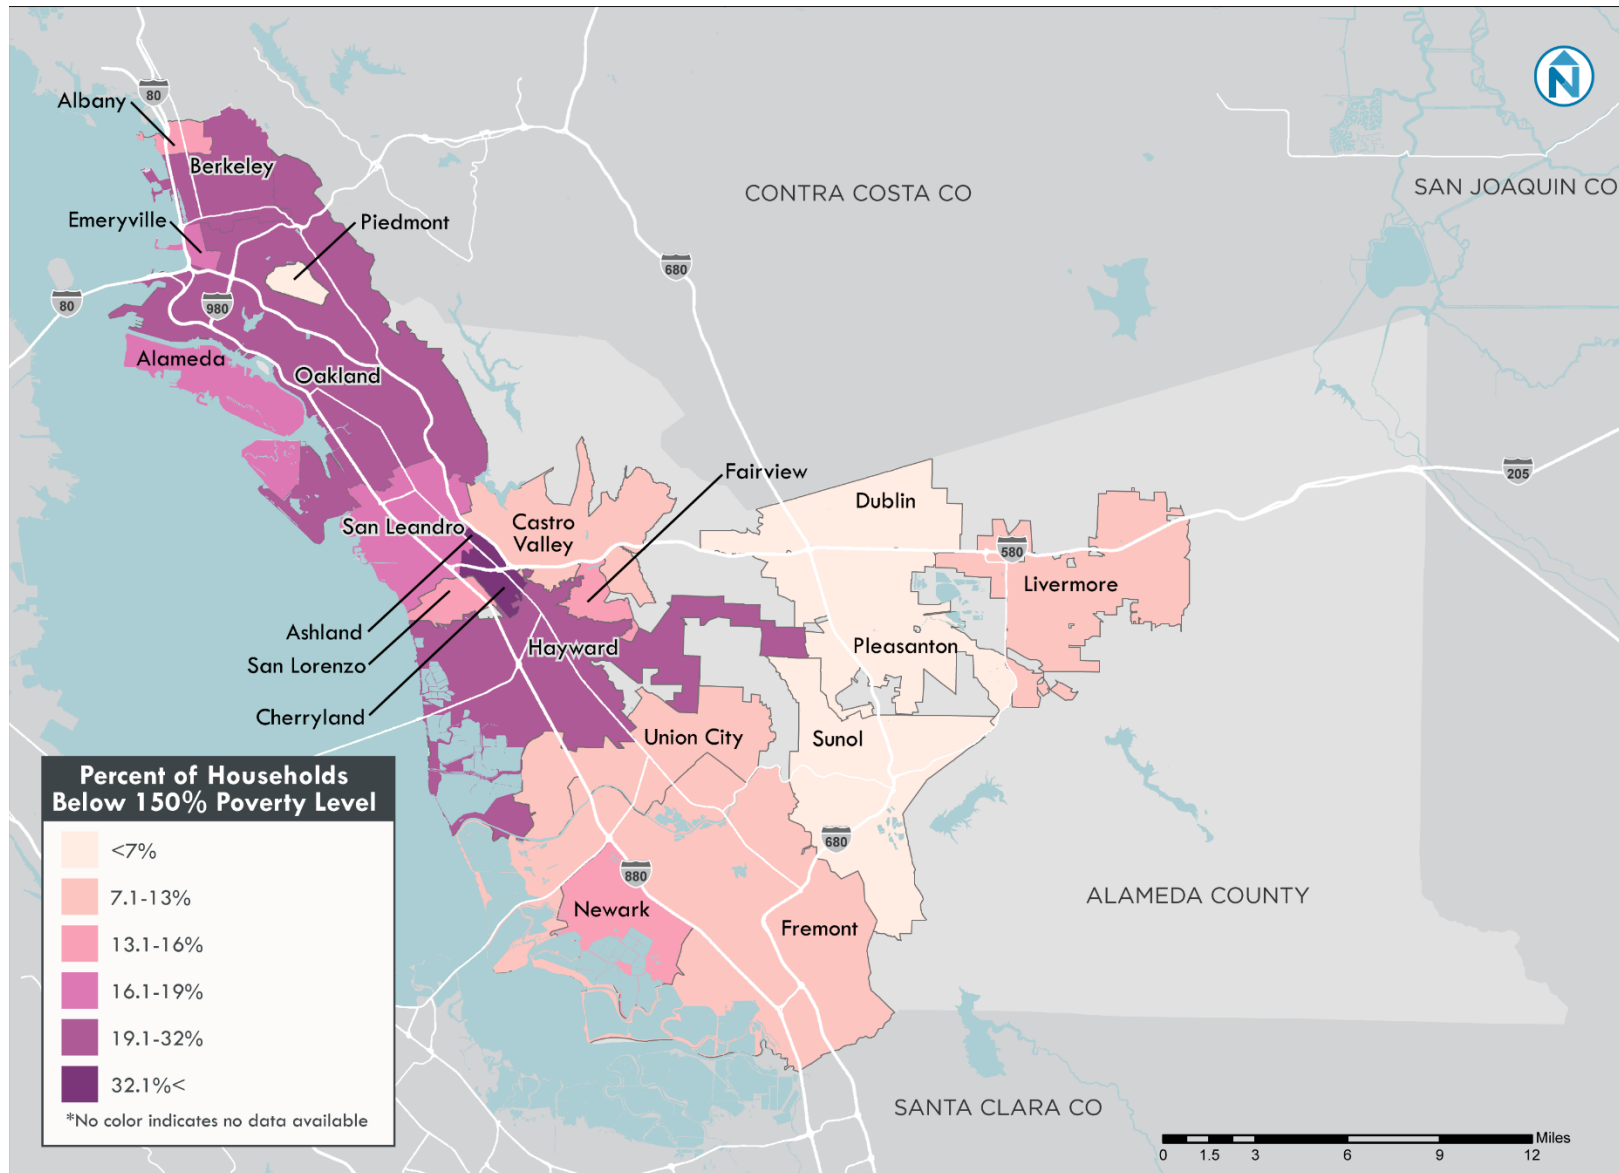 N
80
Albany
Berkeley
CONTRA COSTA CO
SAN JOAQUIN CO
Emeryville
Piedmont
680
80
980
Alameda
Oakland
Fairview
205
Dublin
San Leandro
Castro
Valley
580
Livermore
Ashland
Hayward
Pleasanton
San Lorenzo
Cherryland
Union City
Sunol
Percent of Households
Below 150% Poverty Level
<7%
7.1-13%
13.1-16%
16.1-19%
19.1-32%
32.1%<
*No color indicates no data available
680
880
ALAMEDA COUNTY
Newark
Fremont
SANTA CLARA CO
Miles
0 1.5 3 6 9 12